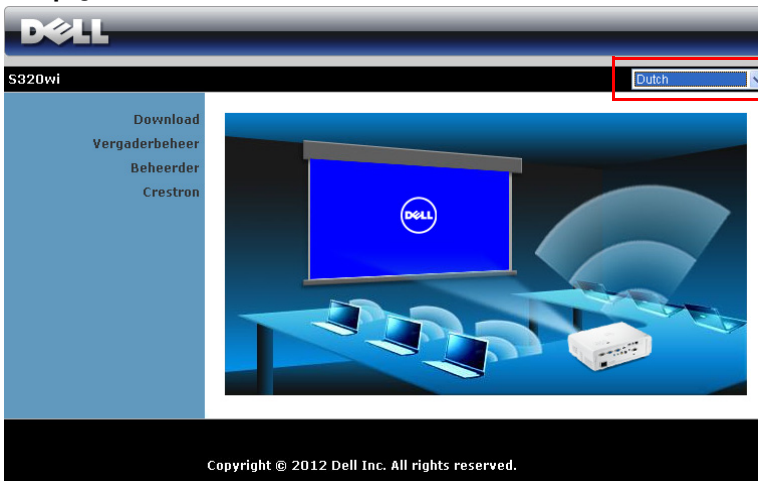 DELL
S320wi
Dutch
Download
Vergaderbeheer
Beheerder
Crestron
DELL
Copyright © 2012 Dell Inc. All rights reserved.